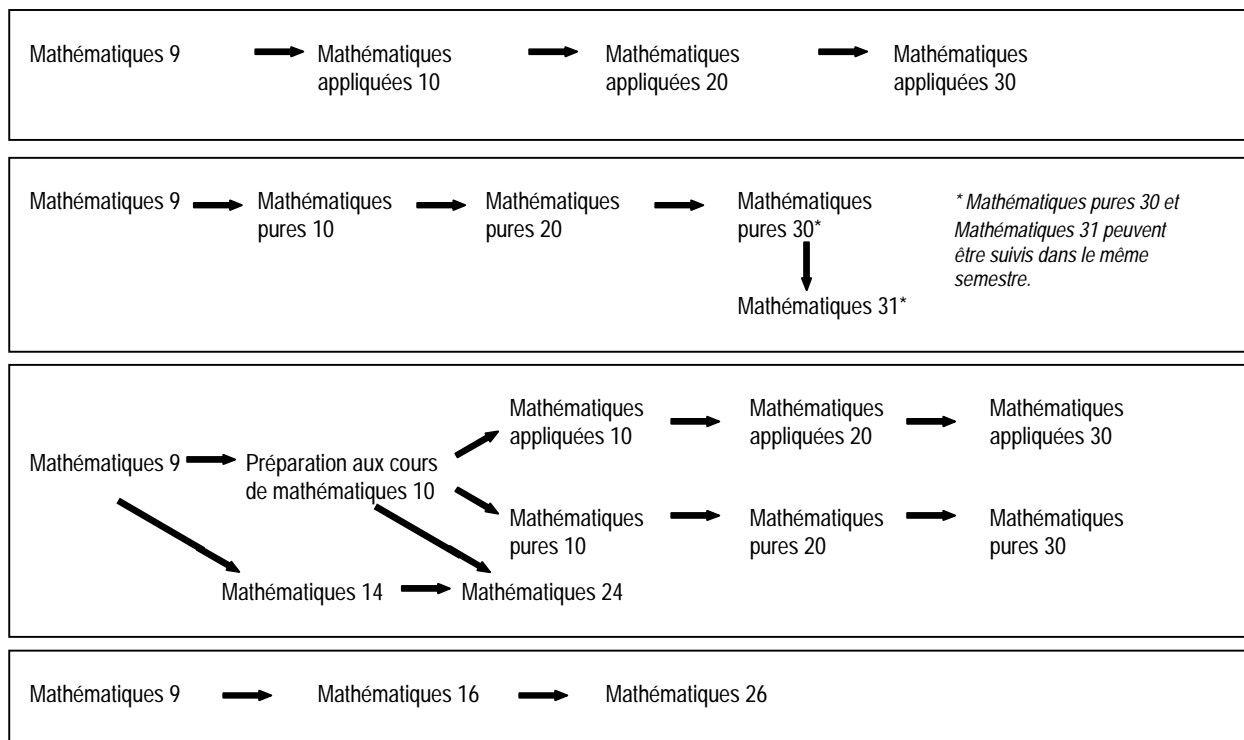 Mathématiques 9
Mathématiques
appliquées 10
Mathématiques
appliquées 20
Mathématiques
appliquées 30
Mathématiques 9
Mathématiques
pures 10
Mathématiques
pures 20
Mathématiques
pures 30*
Mathématiques 31*
* Mathématiques pures 30 et
Mathématiques 31 peuvent
être suivis dans le même
semestre.
Mathématiques 9
Préparation aux cours
de mathématiques 10
Mathématiques
appliquées 10
Mathématiques
appliquées 20
Mathématiques
appliquées 30
Mathématiques
pures 10
Mathématiques
pures 20
Mathématiques
pures 30
Mathématiques 14
Mathématiques 24
Mathématiques 9
Mathématiques 16
Mathématiques 26